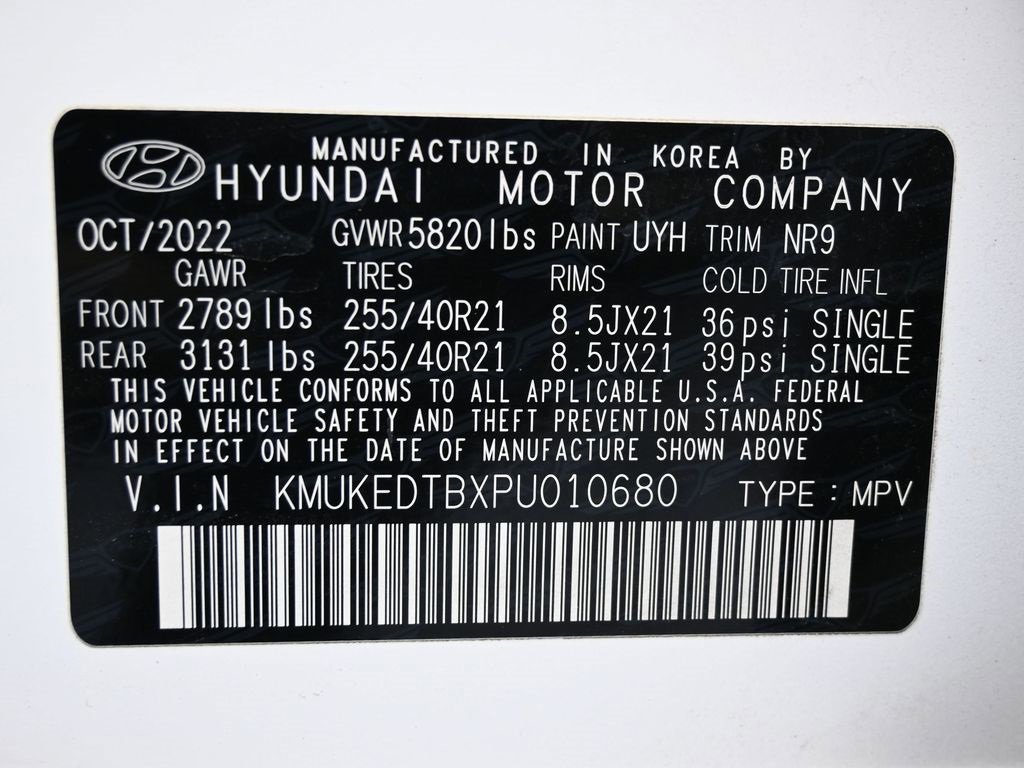 MANUFACTURED IN KOREA BY
HYUNDAI MOTOR COMPANY
OCT/2022 GVWR 5820lbs PAINT UYH TRIM NR9
GAWR TIRES RIMS COLD TIRE INFL
FRONT 2789 lbs 255/40R21 8.5JX21 36psi SINGLE
REAR 3131 lbs 255/40R21 8.5JX21 39psi SINGLE
THIS VEHICLE CONFORMS TO ALL APPLICABLE U.S.A. FEDERAL
MOTOR VEHICLE SAFETY AND THEFT PREVENTION STANDARDS
IN EFFECT ON THE DATE OF MANUFACTURE SHOWN ABOVE
V.I.N KMUKEDTBXPU010680 TYPE : MPV